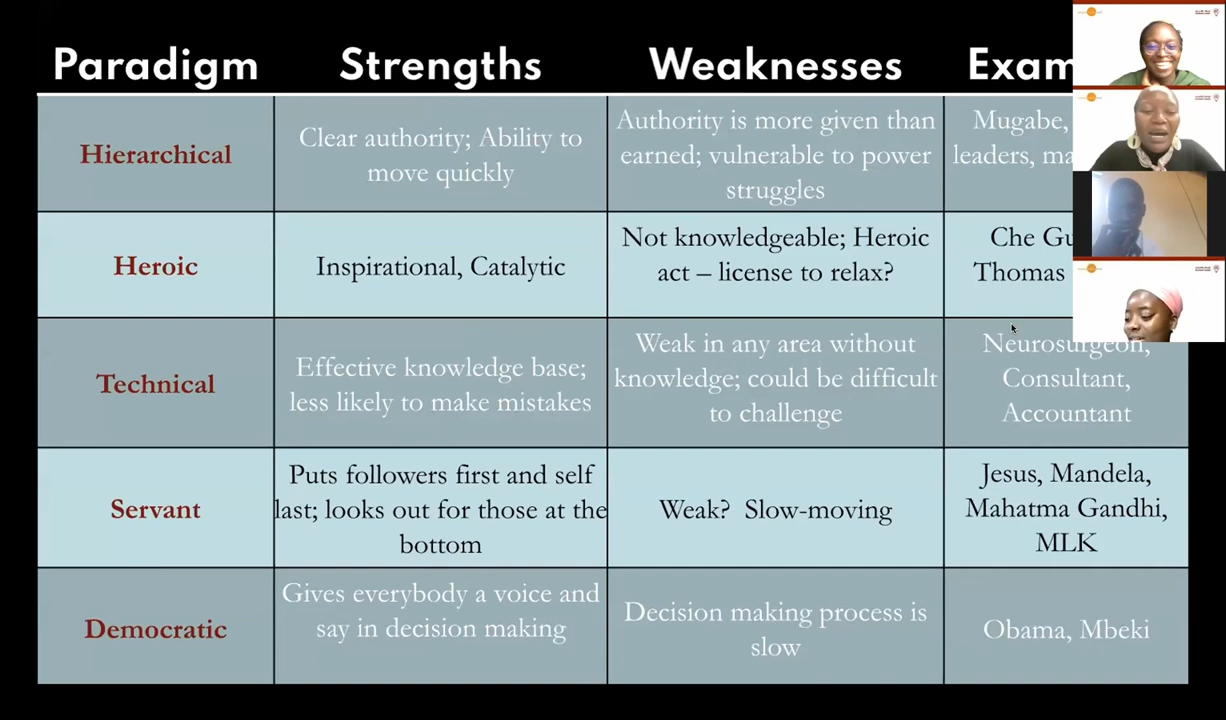 Paradigm Strengths Weaknesses Exam
Hierarchical
Clear authority; Ability to
move quickly
Authority is more given than
earned; vulnerable to power
struggles
Mugabe,
leaders, ma
Heroic
Inspirational, Catalytic
Not knowledgeable; Heroic
act – license to relax?
Che Gu
Thomas
Technical
Effective knowledge base;
less likely to make mistakes
Weak in any area without
knowledge; could be difficult
to challenge
Neurosurgeon,
Consultant,
Accountant
Servant
Puts followers first and self
last; looks out for those at the
bottom
Weak? Slow-moving
Jesus, Mandela,
Mahatma Gandhi,
MLK
Democratic
Gives everybody a voice and
say in decision making
Decision making process is
slow
Obama, Mbeki